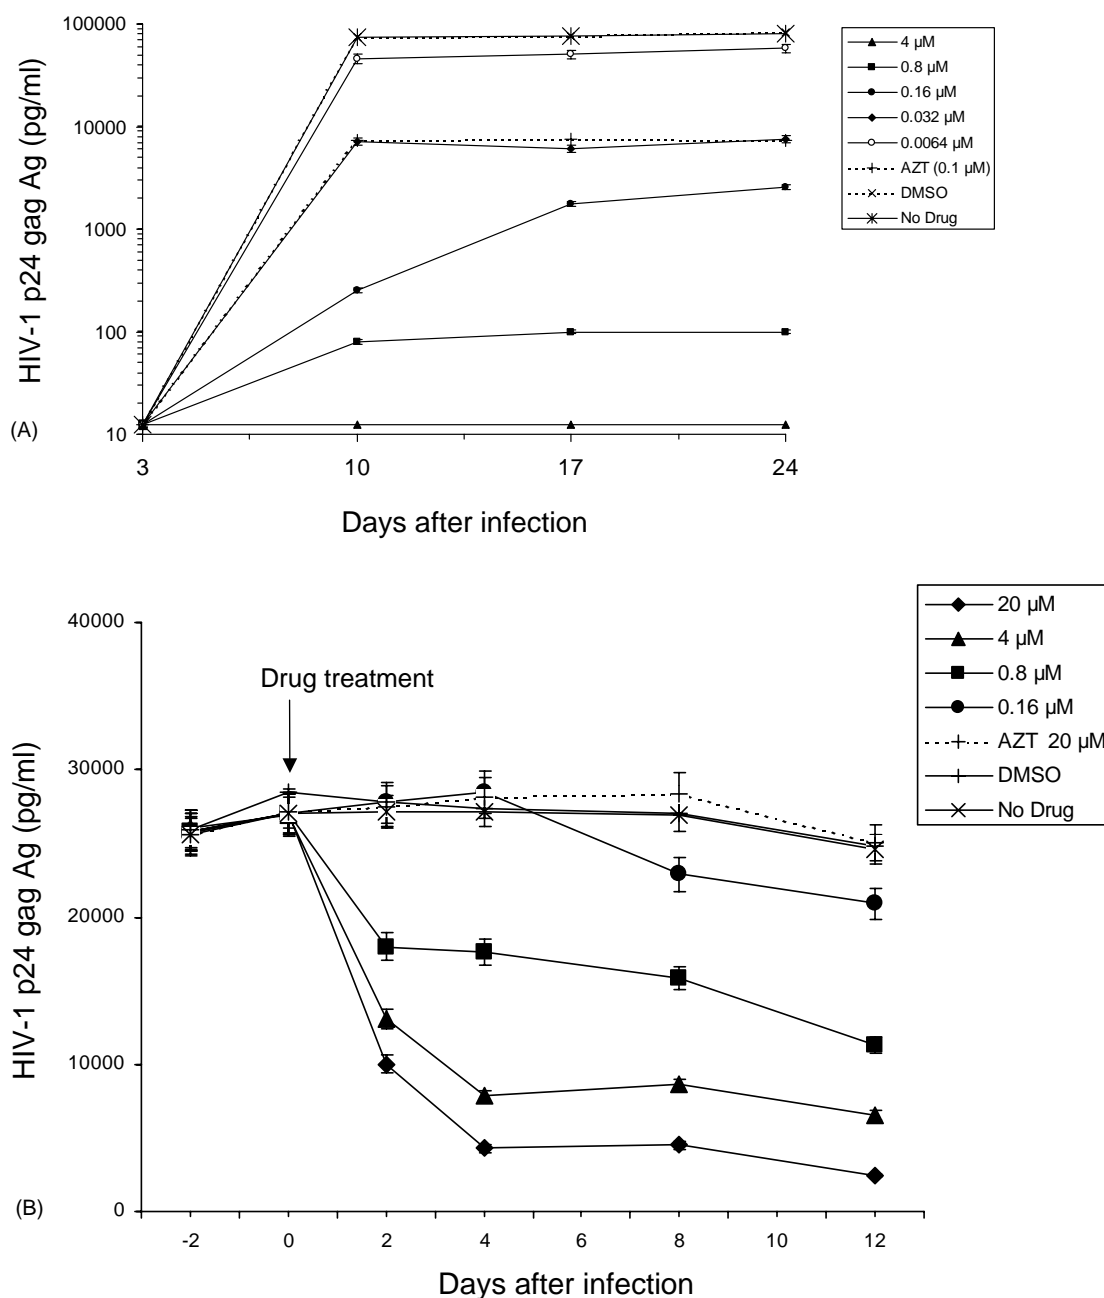 100000
10000
1000
100
10
HIV-1 p24 gag Ag (pg/ml)
(A)
3 10 17 24
Days after infection
4 µM
0.8 µM
0.16 µM
0.032 µM
0.0064 µM
AZT (0.1 µM)
DMSO
No Drug
40000
30000
20000
10000
0
HIV-1 p24 gag Ag (pg/ml)
(B)
Drug treatment
-2 0 2 4 6 8 10 12
Days after infection
20 µM
4 µM
0.8 µM
0.16 µM
AZT 20 µM
DMSO
No Drug